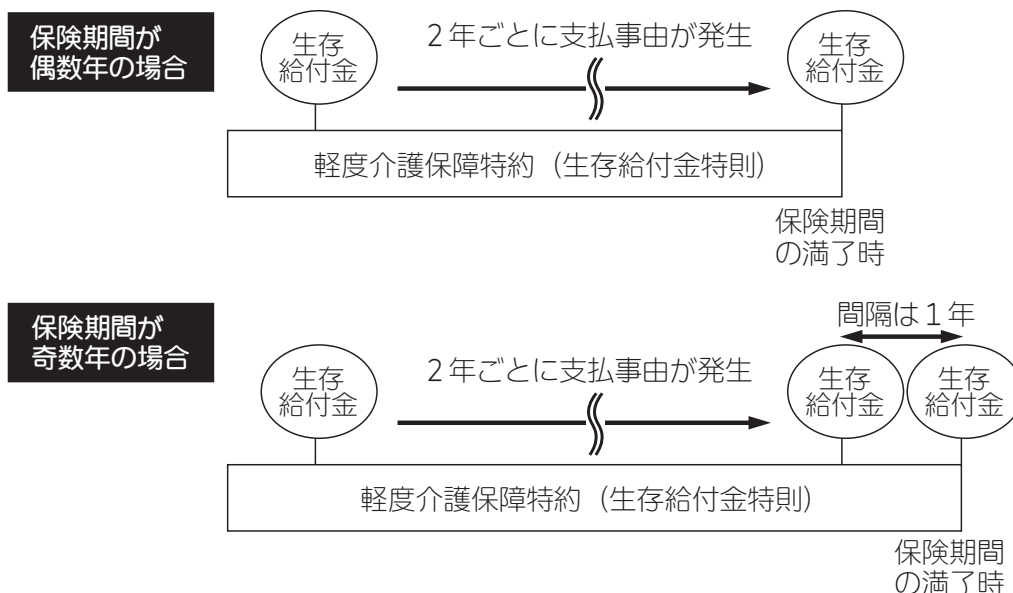 保険期間が
偶数年の場合
生存
給付金
2年ごとに支払事由が発生
生存
給付金
軽度介護保障特約（生存給付金特則）
保険期間
の満了時
保険期間が
奇数年の場合
間隔は1年
生存
給付金
2年ごとに支払事由が発生
生存
給付金
生存
給付金
軽度介護保障特約（生存給付金特則）
保険期間
の満了時